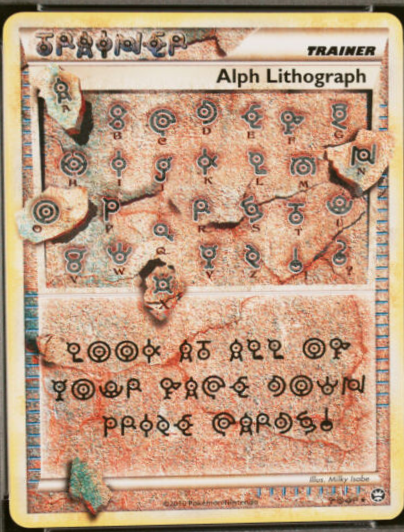 TRAINER
TRAINER
Alph Lithograph
A B C D E F G
H I J K L M N
O P Q R S T U
V W X Y Z ! ?
LOOK AT ALL OF
YOUR FACE DOWN
PRIZE CARDS!
Illus. Milky Isobe
©2010 Pokémon/Nintendo